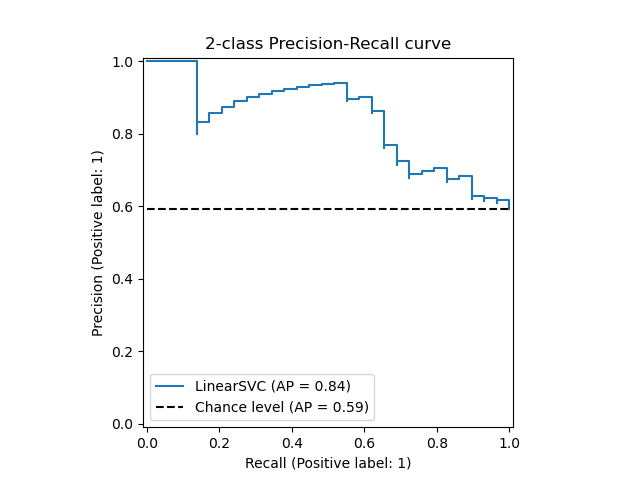 2-class Precision-Recall curve
1.0
0.8
0.6
0.4
0.2
0.0
Precision (Positive label: 1)
LinearSVC (AP = 0.84)
Chance level (AP = 0.59)
0.0 0.2 0.4 0.6 0.8 1.0
Recall (Positive label: 1)